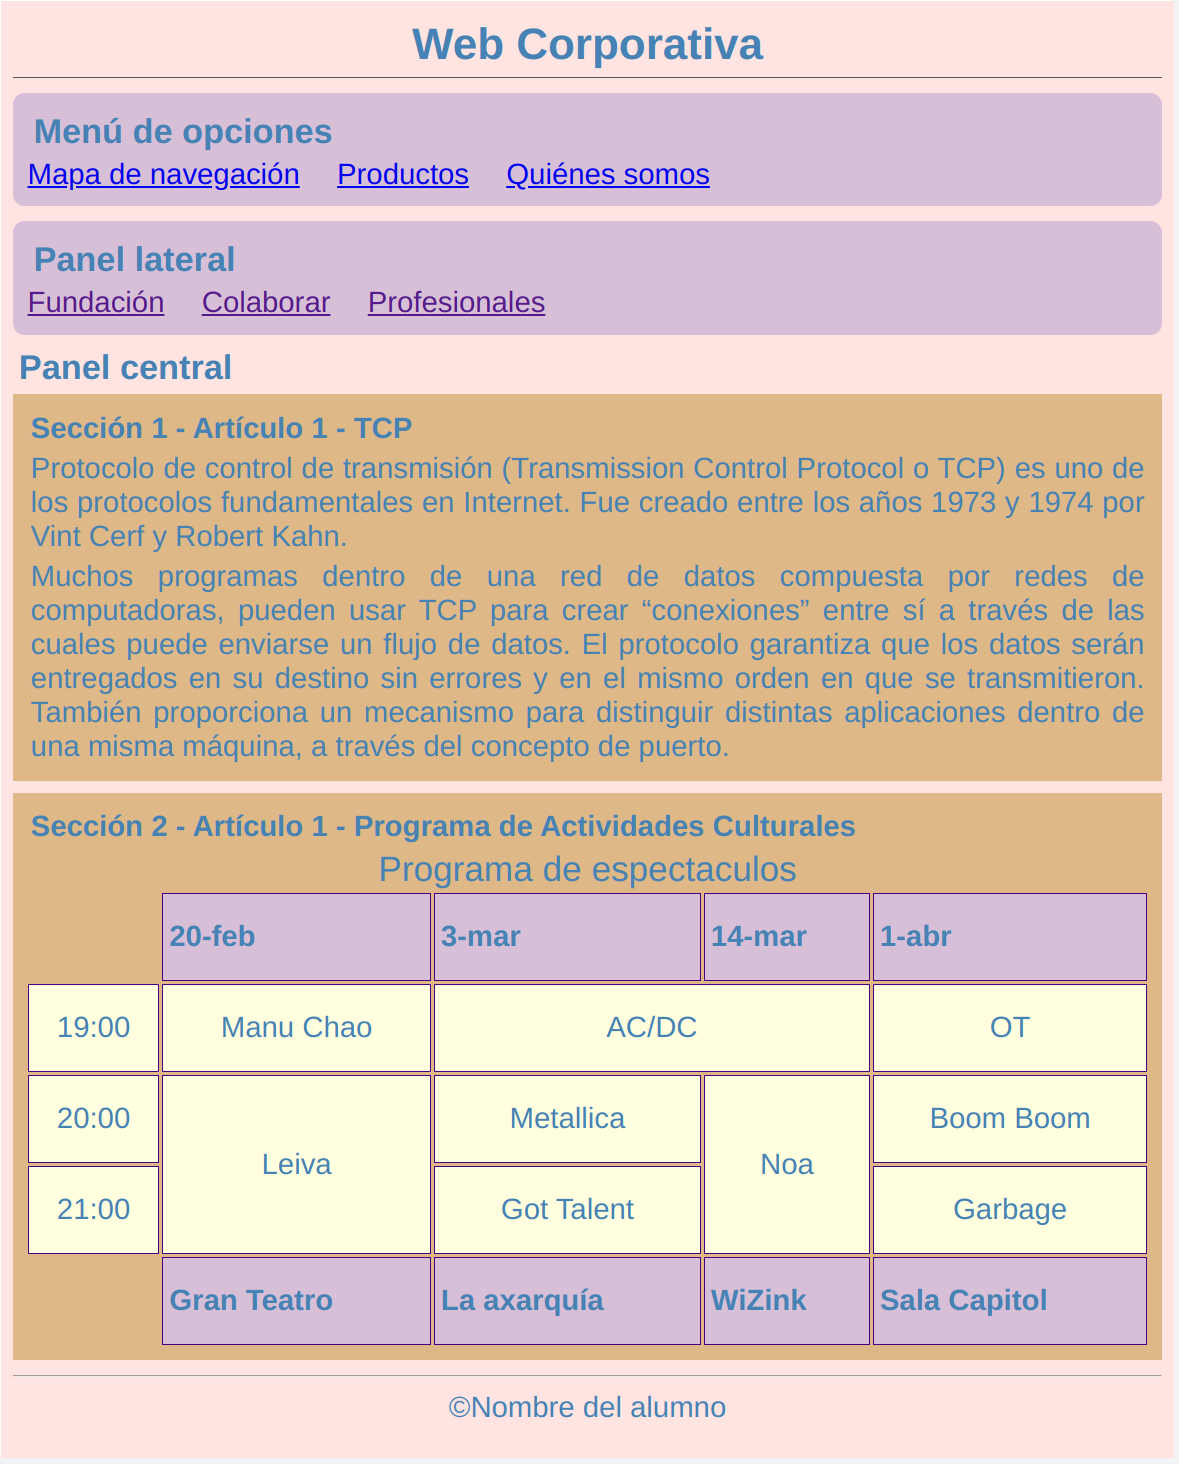 Web Corporativa
Menú de opciones
Mapa de navegación Productos Quiénes somos
Panel lateral
Fundación Colaborar Profesionales
Panel central
Sección 1 - Artículo 1 - TCP
Protocolo de control de transmisión (Transmission Control Protocol o TCP) es uno de
los protocolos fundamentales en Internet. Fue creado entre los años 1973 y 1974 por
Vint Cerf y Robert Kahn.
Muchos programas dentro de una red de datos compuesta por redes de
computadoras, pueden usar TCP para crear “conexiones” entre sí a través de las
cuales puede enviarse un flujo de datos. El protocolo garantiza que los datos serán
entregados en su destino sin errores y en el mismo orden en que se transmitieron.
También proporciona un mecanismo para distinguir distintas aplicaciones dentro de
una misma máquina, a través del concepto de puerto.
Sección 2 - Artículo 1 - Programa de Actividades Culturales
Programa de espectaculos
20-feb 3-mar 14-mar 1-abr
19:00 Manu Chao AC/DC OT
20:00 Leiva Metallica Noa Boom Boom
21:00 Got Talent Garbage
Gran Teatro La axarquía WiZink Sala Capitol
©Nombre del alumno